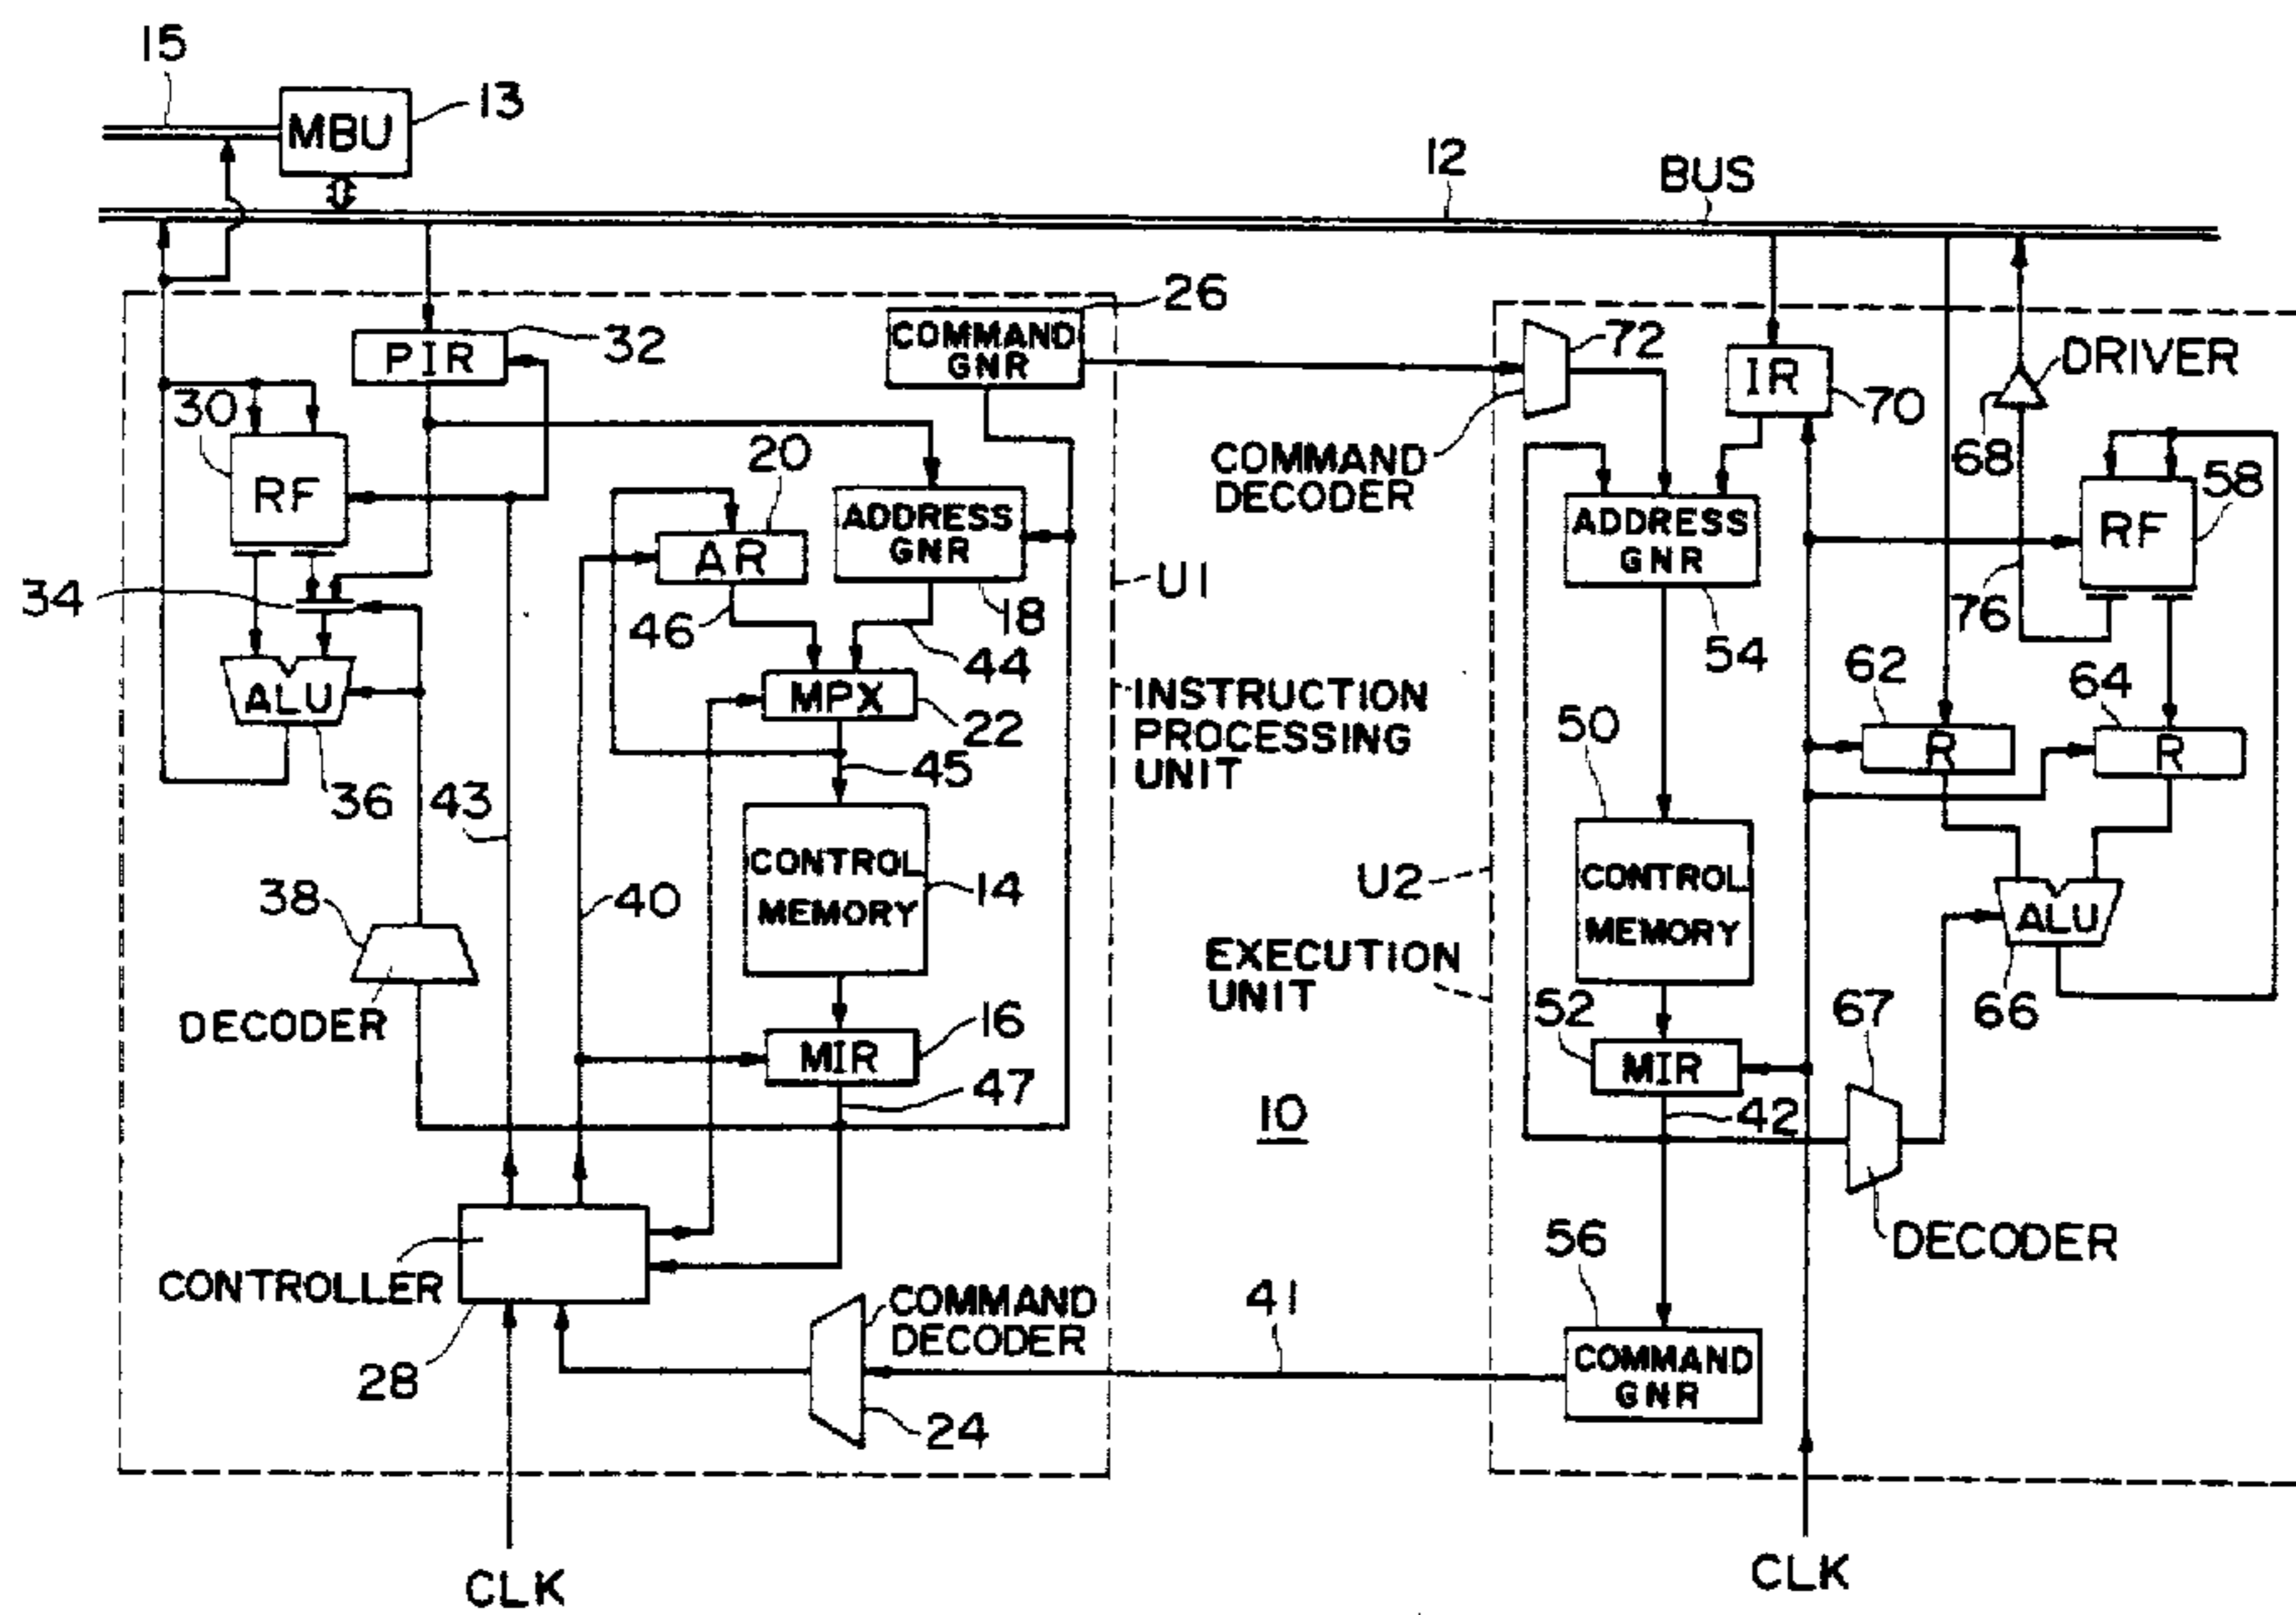 15
MBU
13
12
BUS
26
COMMAND
GNR
72
DRIVER
PIR
32
IR
70
30
RF
20
COMMAND
DECODER
68
58
RF
ADDRESS
GNR
AR
ADDRESS
GNR
U1
34
46
18
44
54
76
62
64
ALU
MPX
22
INSTRUCTION
PROCESSING
UNIT
50
R
R
36
43
45
CONTROL
MEMORY
14
U2
CONTROL
MEMORY
ALU
38
40
EXECUTION
UNIT
DECODER
16
MIR
52
MIR
67
66
47
10
42
DECODER
CONTROLLER
28
COMMAND
DECODER
24
41
56
COMMAND
GNR
CLK
CLK